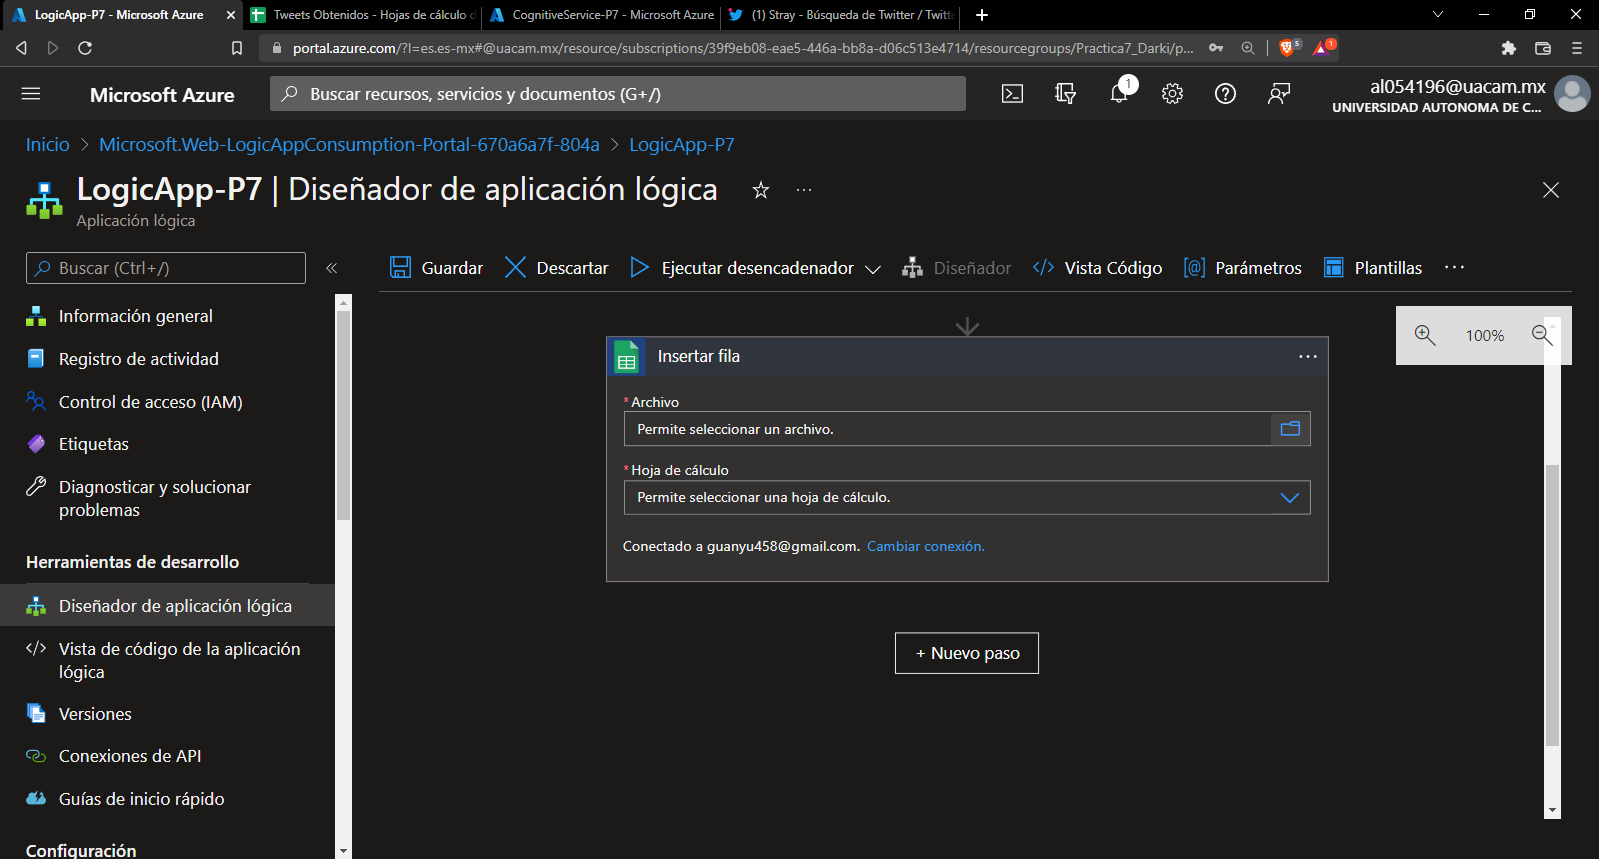 LogicApp-P7 - Microsoft Azure
Tweets Obtenidos - Hojas de cálculo d
CognitiveService-P7 - Microsoft Azure
(1) Stray - Búsqueda de Twitter / Twitte
portal.azure.com/?l=es.es-mx#@uacam.mx/resource/subscriptions/39f9eb08-eae5-446a-bb8a-d06c513e4714/resourcegroups/Practica7_Darki/p...
5
1
Microsoft Azure
Buscar recursos, servicios y documentos (G+/)
1
al054196@uacam.mx
UNIVERSIDAD AUTONOMA DE C...
Inicio > Microsoft.Web-LogicAppConsumption-Portal-670a6a7f-804a > LogicApp-P7
LogicApp-P7 | Diseñador de aplicación lógica
Aplicación lógica
Buscar (Ctrl+/)
Guardar
Descartar
Ejecutar desencadenador
Diseñador
Vista Código
Parámetros
Plantillas
Información general
Registro de actividad
Control de acceso (IAM)
Etiquetas
Diagnosticar y solucionar
problemas
Herramientas de desarrollo
Diseñador de aplicación lógica
Vista de código de la aplicación
lógica
Versiones
Conexiones de API
Guías de inicio rápido
Configuración
100%
Insertar fila
* Archivo
Permite seleccionar un archivo.
* Hoja de cálculo
Permite seleccionar una hoja de cálculo.
Conectado a guanyu458@gmail.com. Cambiar conexión.
+ Nuevo paso